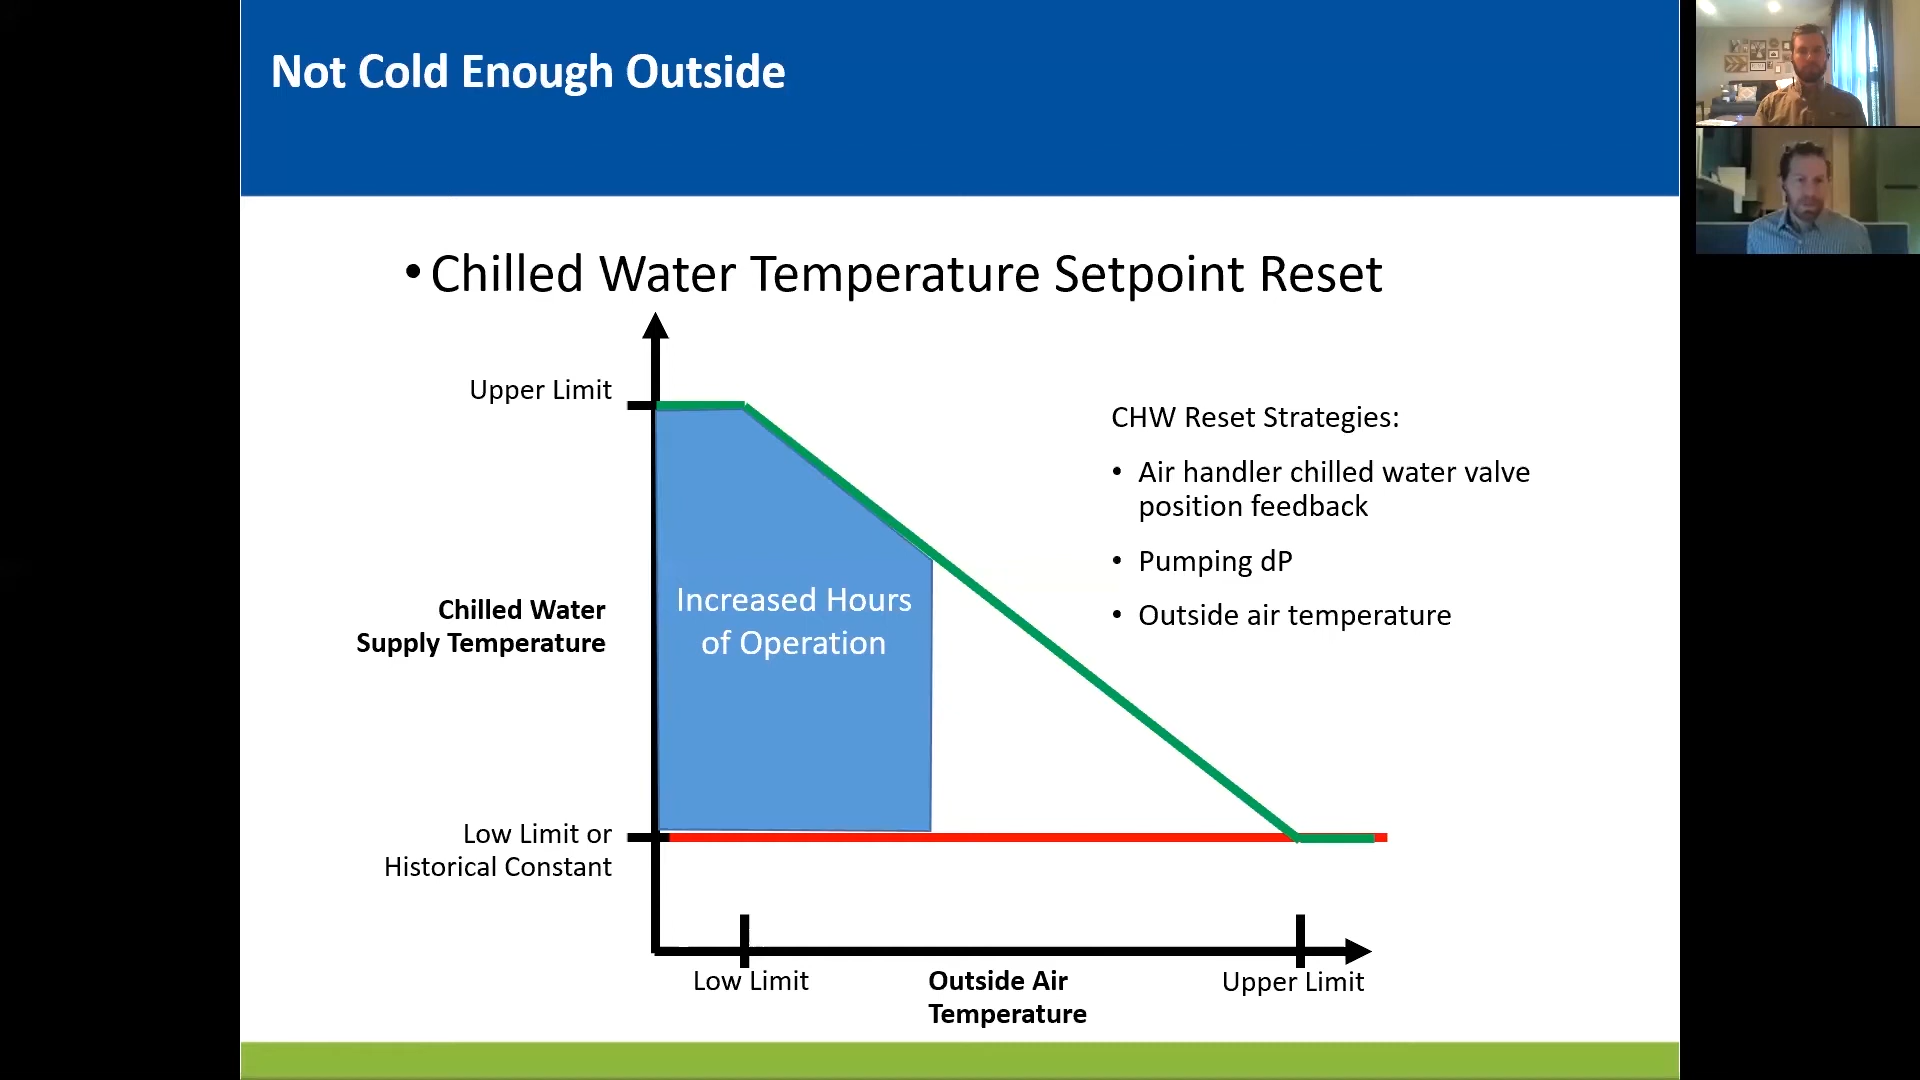 Not Cold Enough Outside
• Chilled Water Temperature Setpoint Reset
Upper Limit
Chilled Water
Supply Temperature
Low Limit or
Historical Constant
Increased Hours
of Operation
CHW Reset Strategies:
• Air handler chilled water valve
position feedback
• Pumping dP
• Outside air temperature
Low Limit
Outside Air
Temperature
Upper Limit